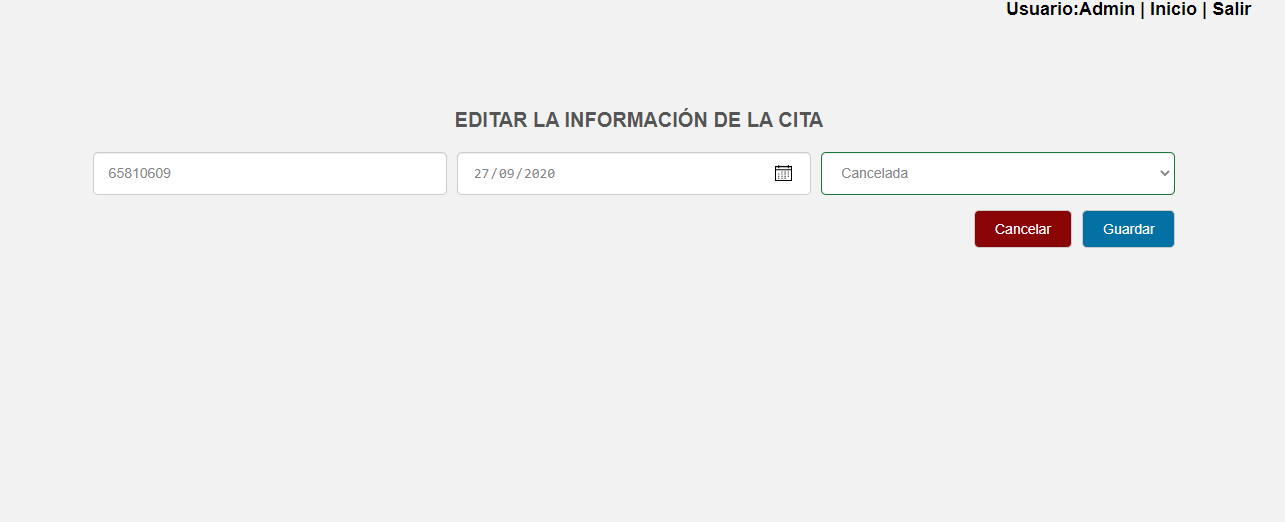 Usuario:Admin | Inicio | Salir
EDITAR LA INFORMACIÓN DE LA CITA
65810609
27/09/2020
Cancelada
Cancelar
Guardar